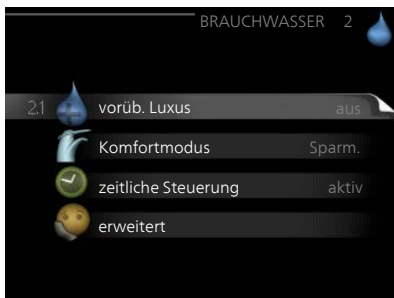 BRAUCHWASSER 2
2.1 vorüb. Luxus aus
Komfortmodus Sparm.
zeitliche Steuerung aktiv
erweitert